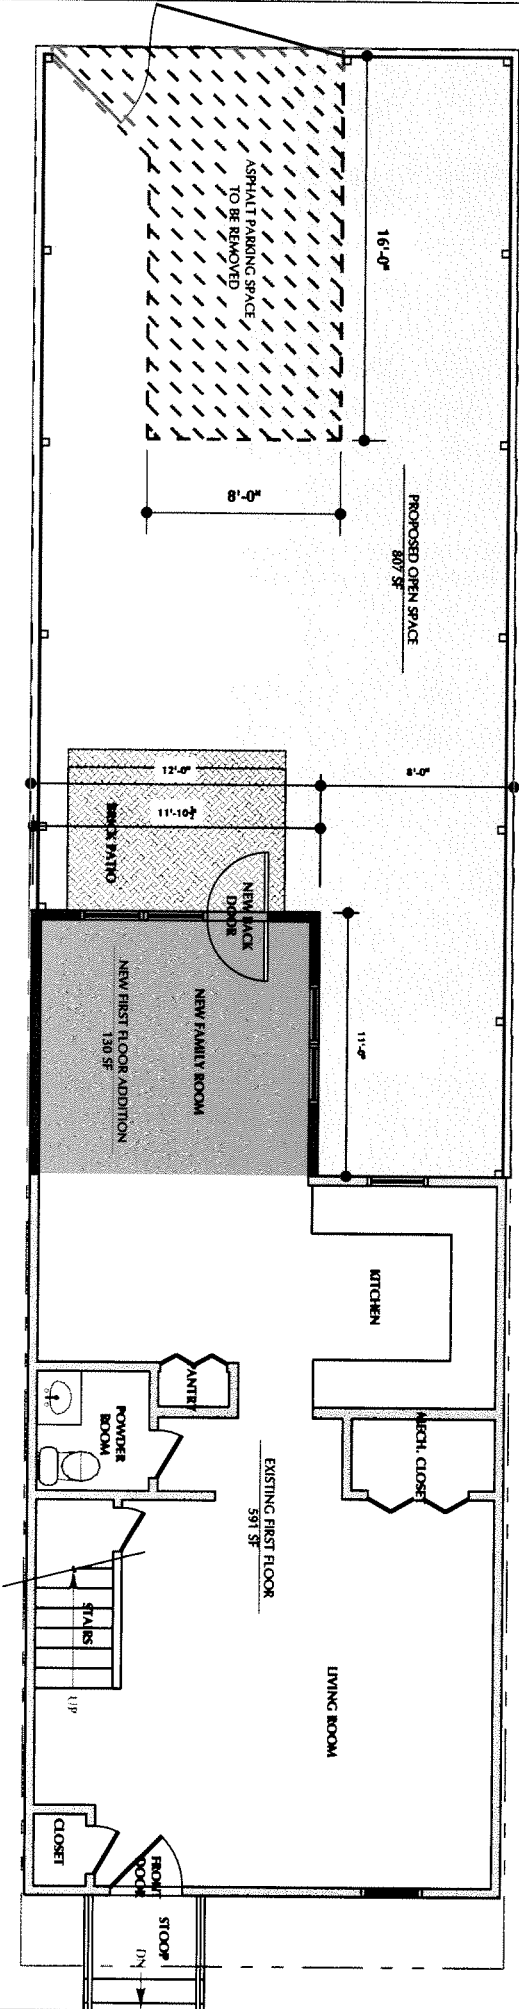 ASPHALT PARKING SPACE
TO BE REMOVED
16'-0"
8'-0"
PROPOSED OPEN SPACE
807 SF
12'-0"
8'-0"
11'-10½"
BRICK PATIO
NEW BACK
DOOR
11'-0"
NEW FAMILY ROOM
NEW FIRST FLOOR ADDITION
130 SF
KITCHEN
PANTRY
MECH. CLOSET
POWDER
ROOM
EXISTING FIRST FLOOR
591 SF
STAIRS
UP
LIVING ROOM
CLOSET
FRONT
DOOR
STOOP
DN